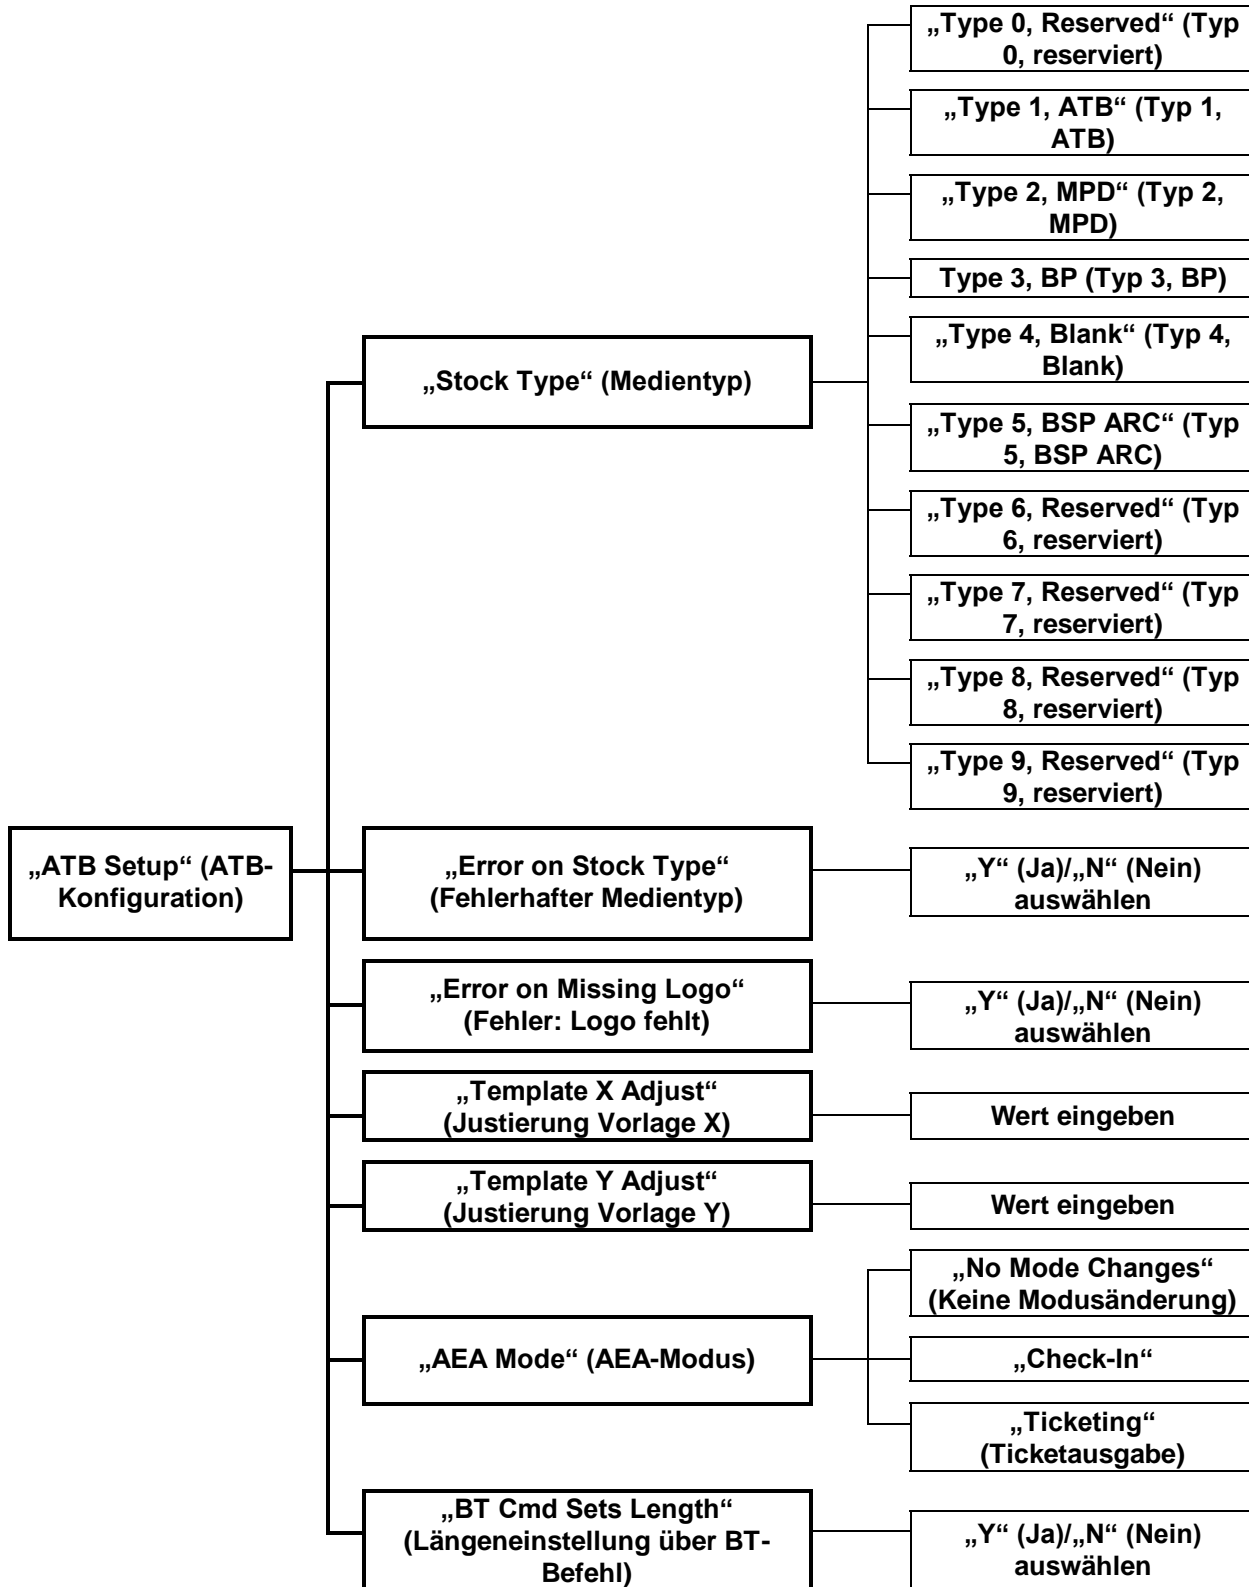 „Type 0, Reserved“ (Typ
0, reserviert)
„Type 1, ATB“ (Typ 1,
ATB)
„Type 2, MPD“ (Typ 2,
MPD)
Type 3, BP (Typ 3, BP)
„Type 4, Blank“ (Typ 4,
Blank)
„Stock Type“ (Medientyp)
„Type 5, BSP ARC“ (Typ
5, BSP ARC)
„Type 6, Reserved“ (Typ
6, reserviert)
„Type 7, Reserved“ (Typ
7, reserviert)
„Type 8, Reserved“ (Typ
8, reserviert)
„Type 9, Reserved“ (Typ
9, reserviert)
„ATB Setup“ (ATB-
Konfiguration)
„Error on Stock Type“
(Fehlerhafter Medientyp)
„Y“ (Ja)/„N“ (Nein)
auswählen
„Error on Missing Logo“
(Fehler: Logo fehlt)
„Y“ (Ja)/„N“ (Nein)
auswählen
„Template X Adjust“
(Justierung Vorlage X)
Wert eingeben
„Template Y Adjust“
(Justierung Vorlage Y)
Wert eingeben
„AEA Mode“ (AEA-Modus)
„No Mode Changes“
(Keine Modusänderung)
„Check-In“
„Ticketing“
(Ticketausgabe)
„BT Cmd Sets Length“
(Längeneinstellung über BT-
Befehl)
„Y“ (Ja)/„N“ (Nein)
auswählen